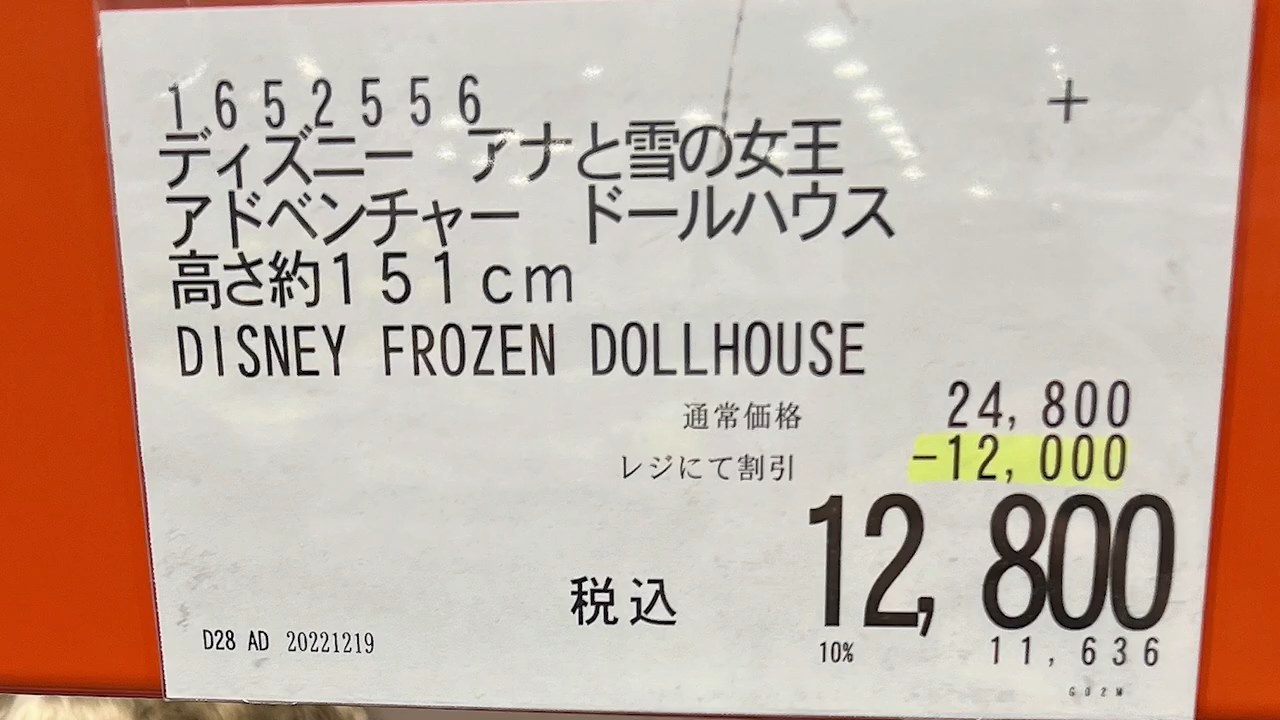 1652556
ディズニー　アナと雪の女王
アドベンチャー　ドールハウス
高さ約１５１ｃｍ
DISNEY FROZEN DOLLHOUSE
通常価格 24,800
レジにて割引 -12,000
税込 12,800
10% 11,636
D28 AD 20221219
G02M
+